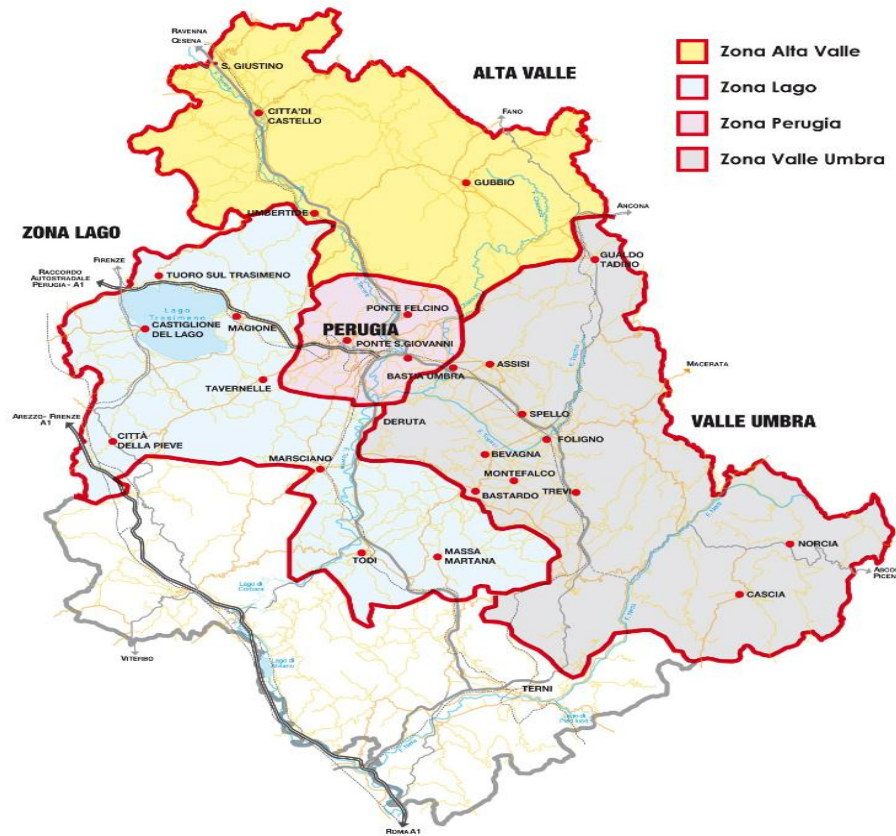 RAVENNA
CESENA
S. GIUSTINO
ALTA VALLE
CITTA'DI
CASTELLO
FANO
GUBBIO
UMBERTIDE
ANCONA
ZONA LAGO
FIRENZE
RACCORDO
AUTOSTRADALE
PERUGIA - A1
TUORO SUL TRASIMENO
GUALDO
TADINO
Lago
Trasimeno
CASTIGLIONE
DEL LAGO
MAGIONE
PONTE FELCINO
PERUGIA
PONTE S.GIOVANNI
BASTIA UMBRA
ASSISI
MACERATA
TAVERNELLE
AREZZO- FIRENZE
A1
DERUTA
SPELLO
VALLE UMBRA
CITTÀ
DELLA PIEVE
FOLIGNO
MARSCIANO
BEVAGNA
MONTEFALCO
BASTARDO
TREVI
NORCIA
TODI
MASSA
MARTANA
ASCOLI
PICENO
CASCIA
Lago di
Corbara
VITERBO
Lago di
Alviano
TERNI
F. Nera
ROMA A1
Zona Alta Valle
Zona Lago
Zona Perugia
Zona Valle Umbra